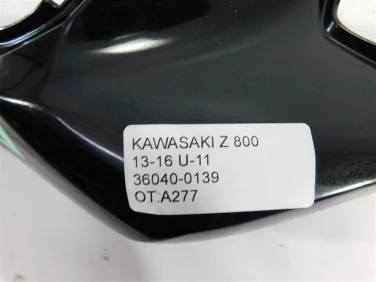 KAWASAKI Z 800
13-16 U-11
36040-0139
OT:A277